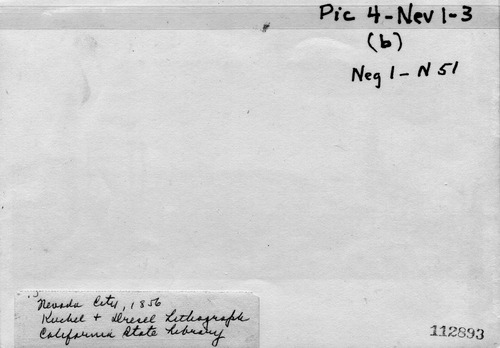 Pic 4-Nev 1-3
(b)
Neg 1-N 51
Nevada City, 1856
Kuchel + Dresel Lithograph
California State Library
112893